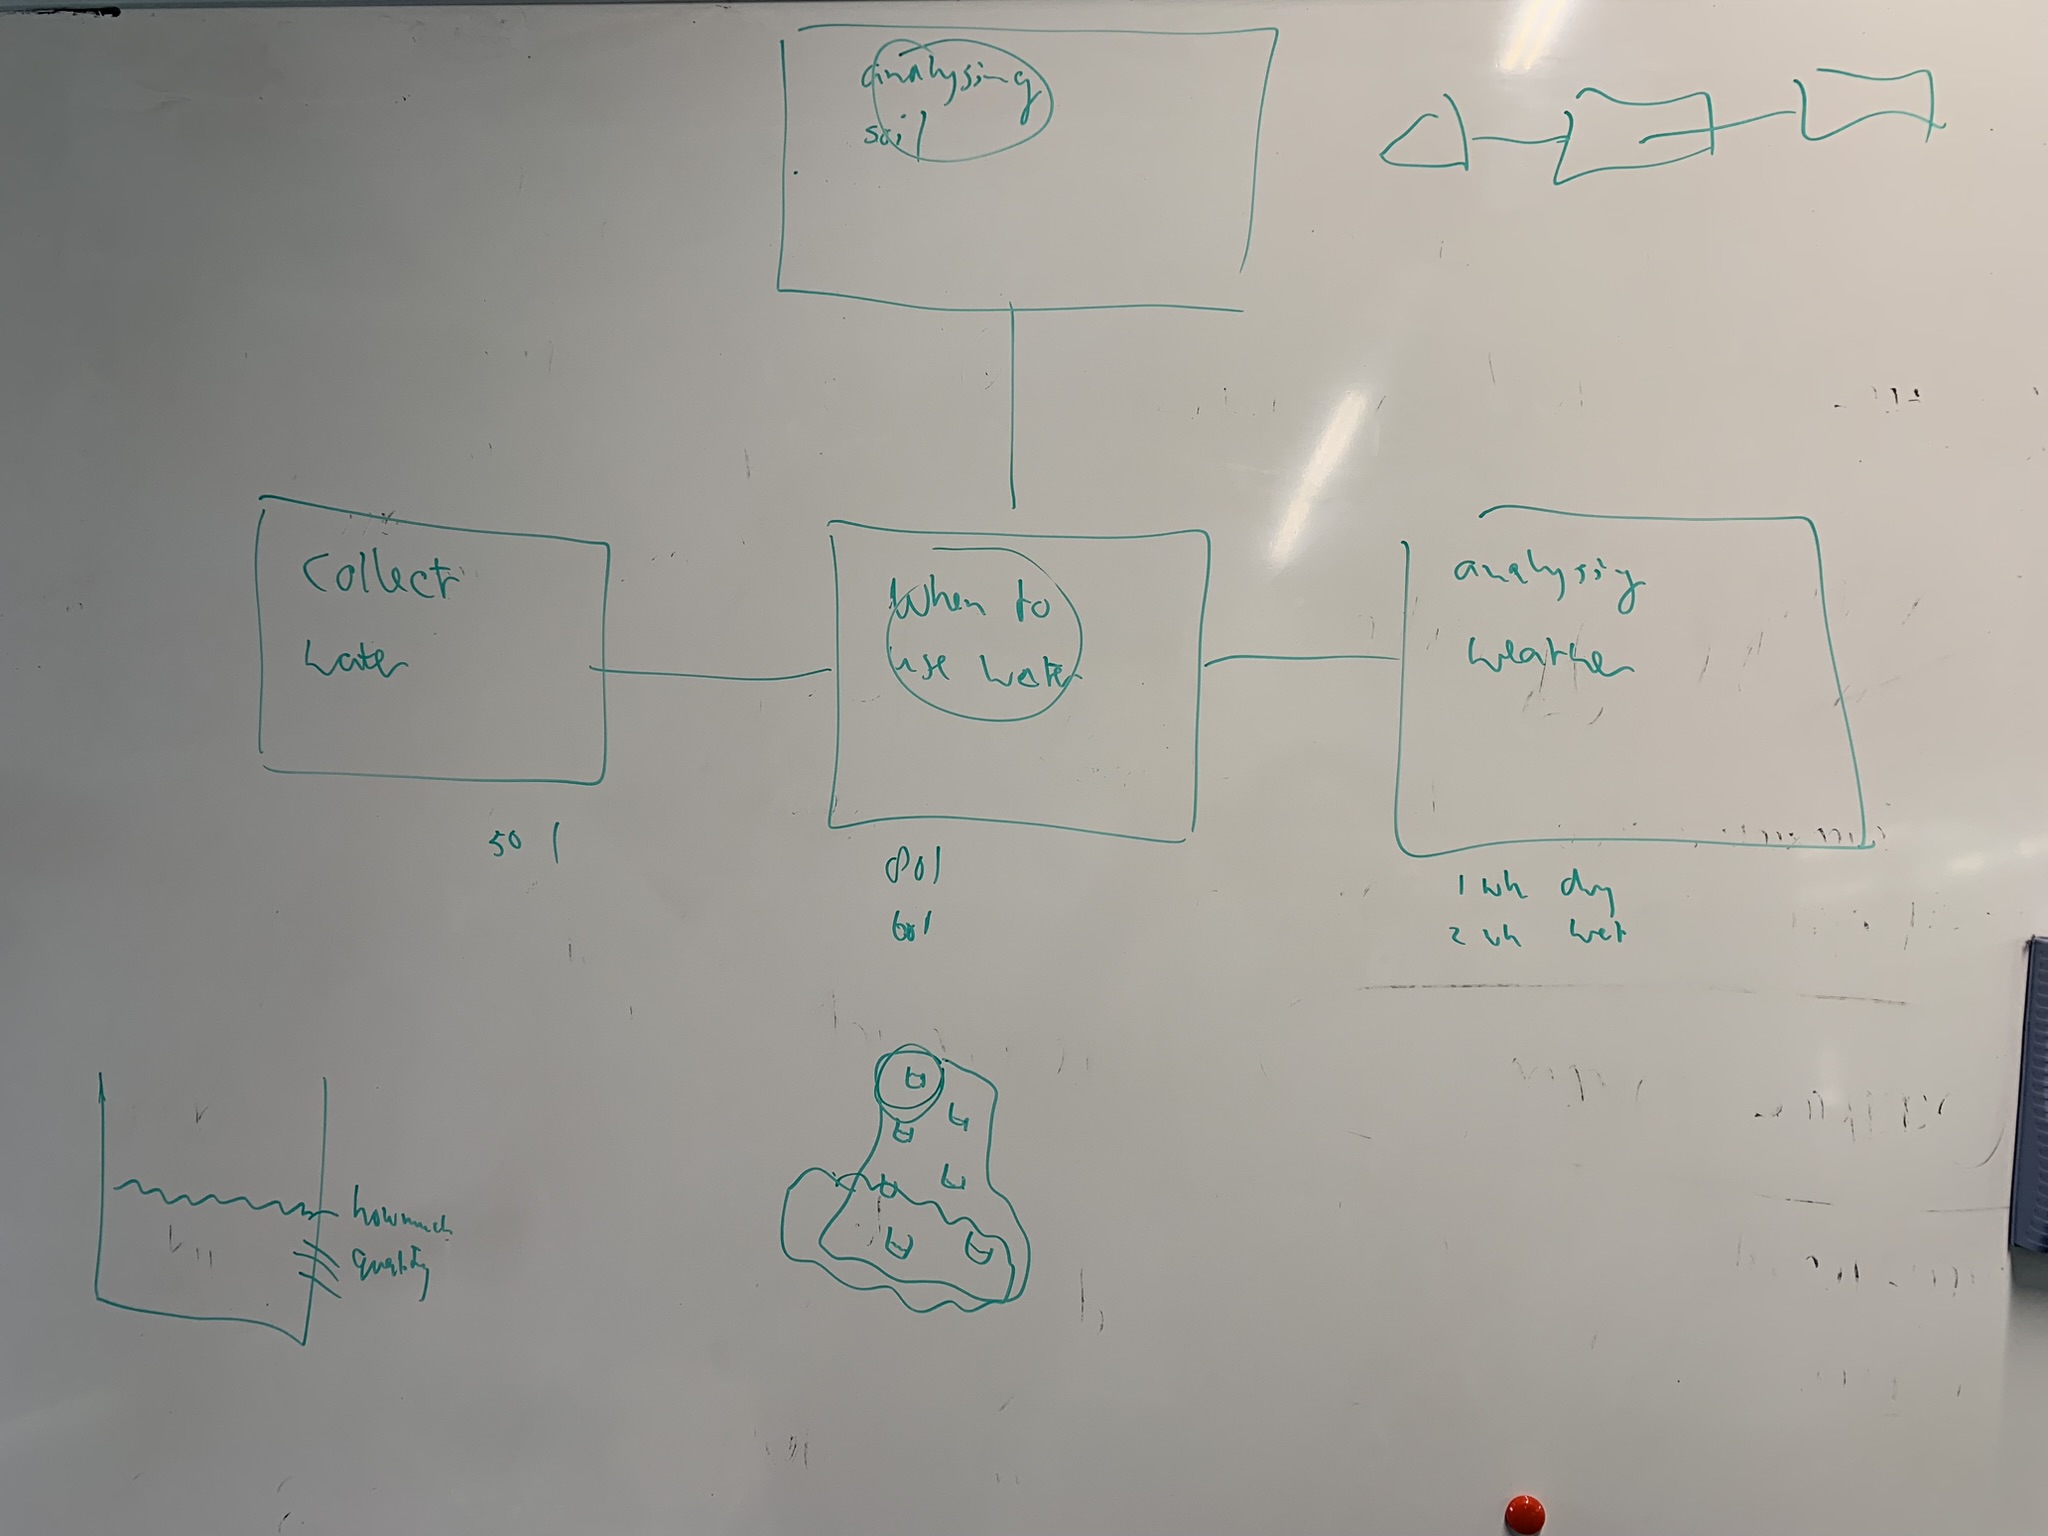 analysing
soil
Collect
water
When to
use water
analysing
weather
50 l
80 l
60 l
1 wk dry
2 wk wet
how much
quality